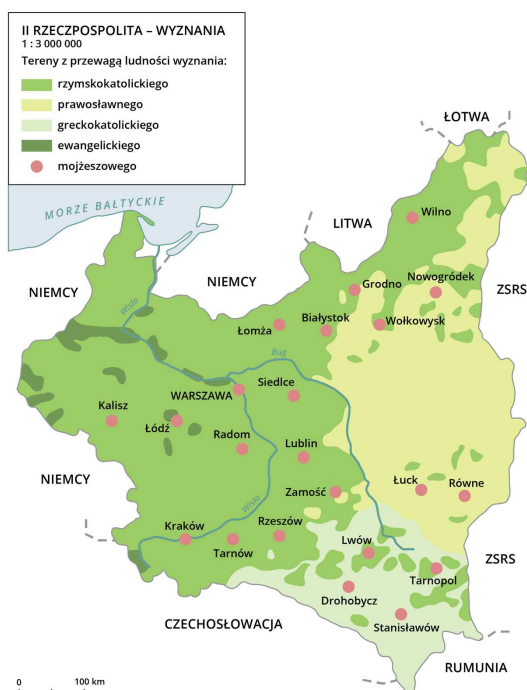 II RZECZPOSPOLITA – WYZNANIA
1 : 3 000 000
Tereny z przewagą ludności wyznania:
rzymskokatolickiego
prawosławnego
greckokatolickiego
ewangelickiego
mojżeszowego
ŁOTWA
MORZE BAŁTYCKIE
Wilno
LITWA
NIEMCY
NIEMCY
Grodno
Nowogródek
ZSRS
Wisła
Łomża
Białystok
Wołkowysk
Bug
WARSZAWA
Siedlce
Kalisz
Łódź
Radom
Lublin
NIEMCY
Zamość
Łuck
Równe
Wisła
Kraków
Tarnów
Rzeszów
Lwów
ZSRS
Tarnopol
Drohobycz
CZECHOSŁOWACJA
Stanisławów
RUMUNIA
0 100 km